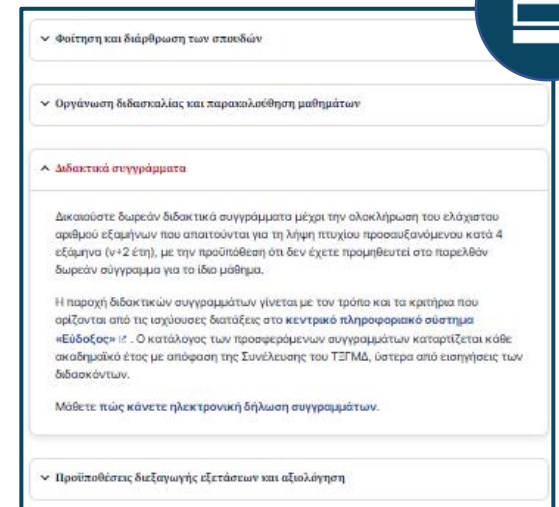 Φοίτηση και διάρθρωση των σπουδών
Οργάνωση διδασκαλίας και παρακολούθηση μαθημάτων
Διδακτικά συγγράμματα
Δικαιούστε δωρεάν διδακτικά συγγράμματα μέχρι την ολοκλήρωση του ελάχιστου
αριθμού εξαμήνων που απαιτούνται για τη λήψη πτυχίου προσαυξανόμενου κατά 4
εξάμηνα (ν+2 έτη), με την προϋπόθεση ότι δεν έχετε προμηθευτεί στο παρελθόν
δωρεάν σύγγραμμα για το ίδιο μάθημα.
Η παροχή διδακτικών συγγραμμάτων γίνεται με τον τρόπο και τα κριτήρια που
ορίζονται από τις ισχύουσες διατάξεις στο κεντρικό πληροφοριακό σύστημα
«Εύδοξος» . Ο κατάλογος των προσφερόμενων συγγραμμάτων καταρτίζεται κάθε
ακαδημαϊκό έτος με απόφαση της Συνέλευσης του ΤΞΓΜΔ, ύστερα από εισηγήσεις των
διδασκόντων.
Μάθετε πώς κάνετε ηλεκτρονική δήλωση συγγραμμάτων.
Προϋποθέσεις διεξαγωγής εξετάσεων και αξιολόγηση